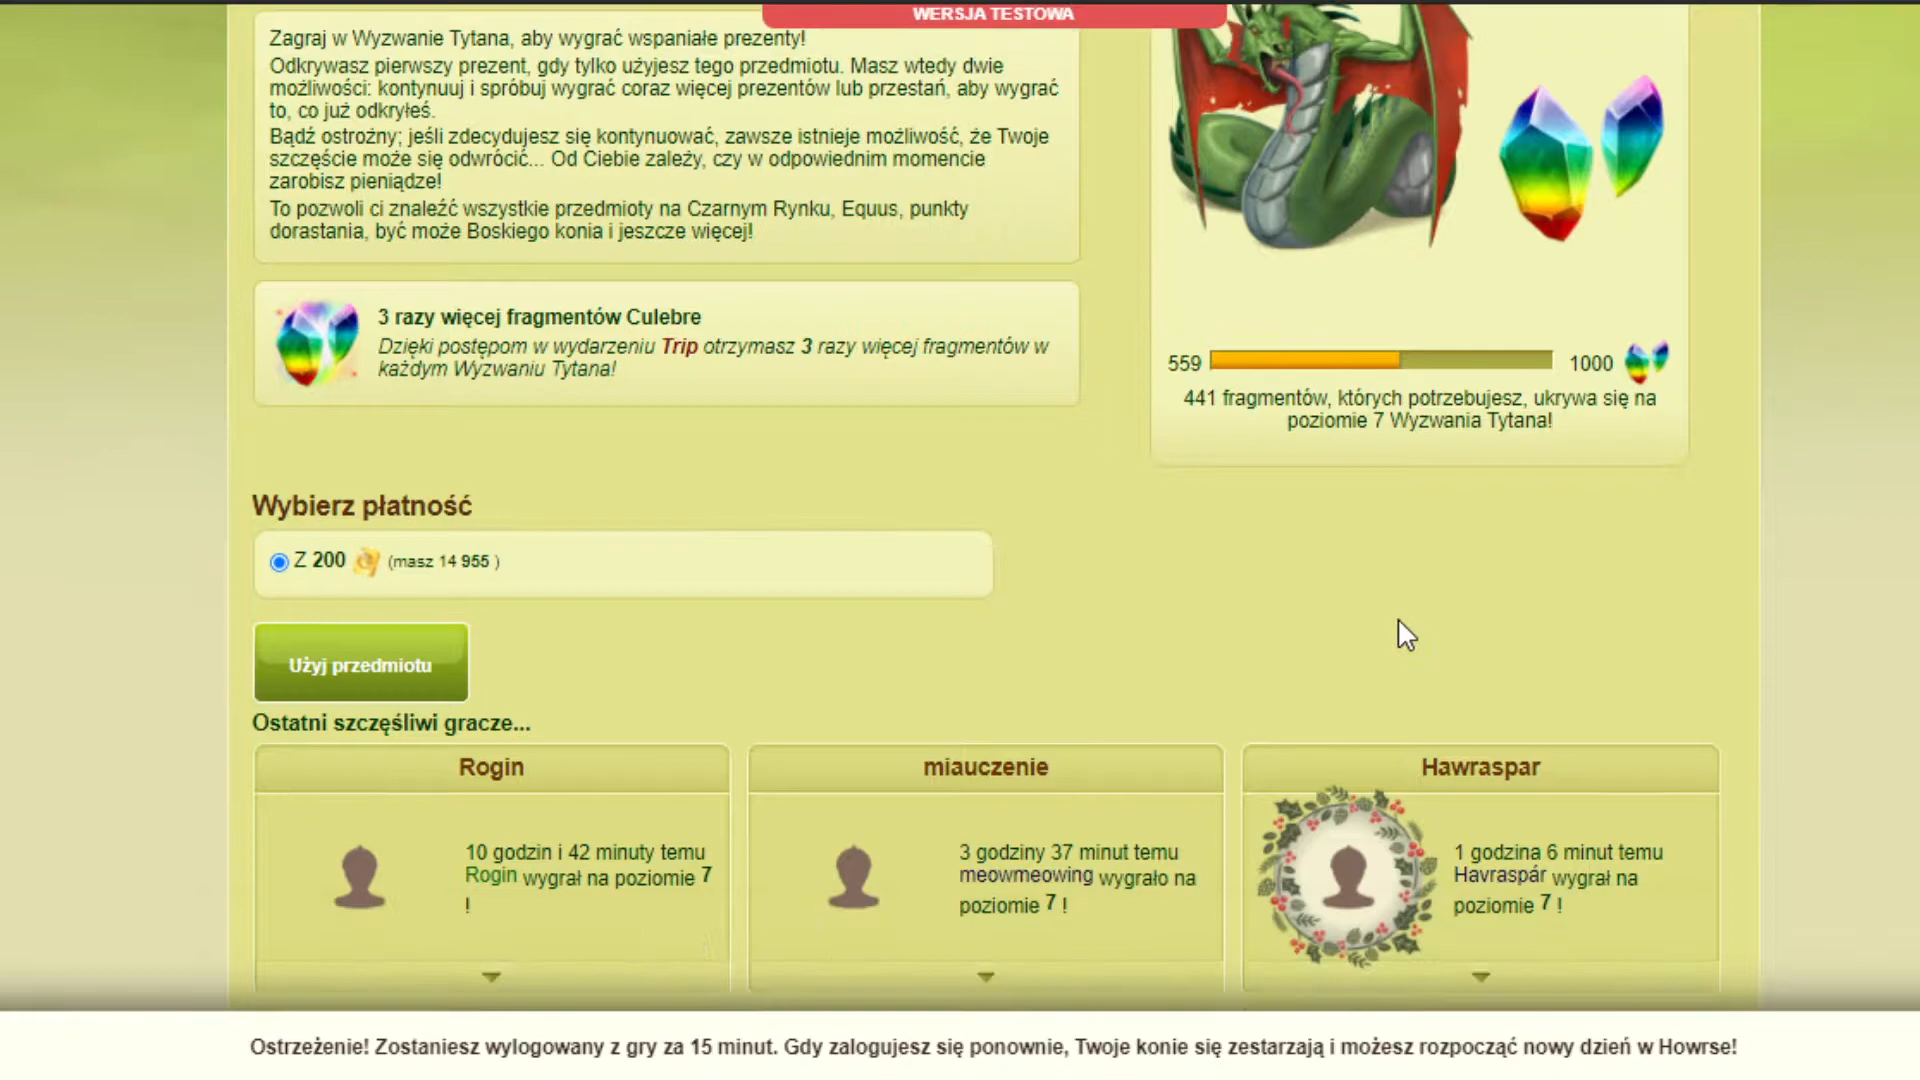 WERSJA TESTOWA
Zagraj w Wyzwanie Tytana, aby wygrać wspaniałe prezenty!
Odkrywasz pierwszy prezent, gdy tylko użyjesz tego przedmiotu. Masz wtedy dwie
możliwości: kontynuuj i spróbuj wygrać coraz więcej prezentów lub przestań, aby wygrać
to, co już odkryłeś.
Bądź ostrożny; jeśli zdecydujesz się kontynuować, zawsze istnieje możliwość, że Twoje
szczęście może się odwrócić... Od Ciebie zależy, czy w odpowiednim momencie
zarobisz pieniądze!
To pozwoli ci znaleźć wszystkie przedmioty na Czarnym Rynku, Equus, punkty
dorastania, być może Boskiego konia i jeszcze więcej!
3 razy więcej fragmentów Culebre
Dzięki postępom w wydarzeniu Trip otrzymasz 3 razy więcej fragmentów w
każdym Wyzwaniu Tytana!
559 1000
441 fragmentów, których potrzebujesz, ukrywa się na
poziomie 7 Wyzwania Tytana!
Wybierz płatność
Z 200 (masz 14 955 )
Użyj przedmiotu
Ostatni szczęśliwi gracze...
Rogin
10 godzin i 42 minuty temu
Rogin wygrał na poziomie 7
!
miauczenie
3 godziny 37 minut temu
meowmeowing wygrało na
poziomie 7 !
Hawraspar
1 godzina 6 minut temu
Havraspár wygrał na
poziomie 7 !
Ostrzeżenie! Zostaniesz wylogowany z gry za 15 minut. Gdy zalogujesz się ponownie, Twoje konie się zestarzają i możesz rozpocząć nowy dzień w Howrse!